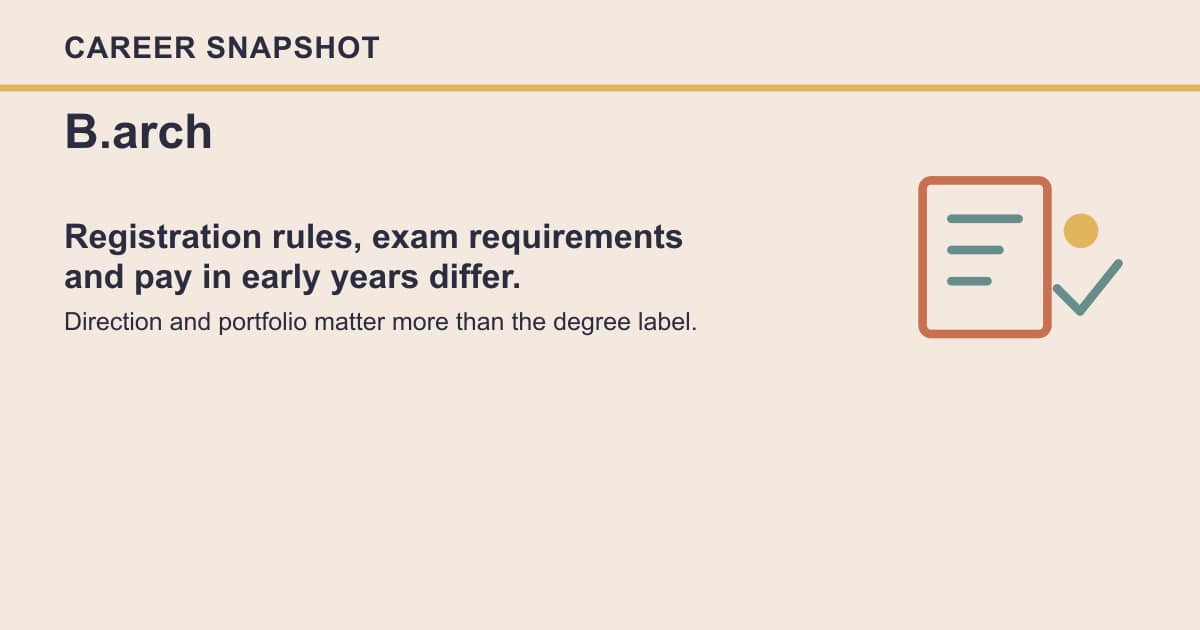 CAREER SNAPSHOT
B.arch
Registration rules, exam requirements
and pay in early years differ.
Direction and portfolio matter more than the degree label.